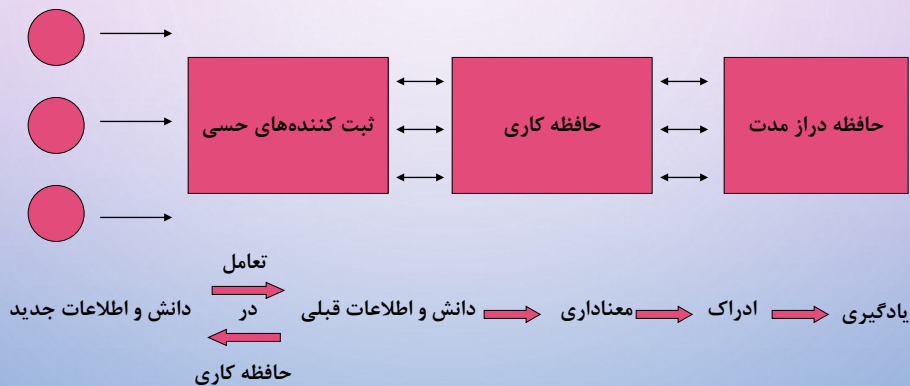 ثبت کننده‌های حسی
حافظه کاری
حافظه دراز مدت
تعامل
دانش و اطلاعات جدید
در
دانش و اطلاعات قبلی
معناداری
ادراک
یادگیری
حافظه کاری